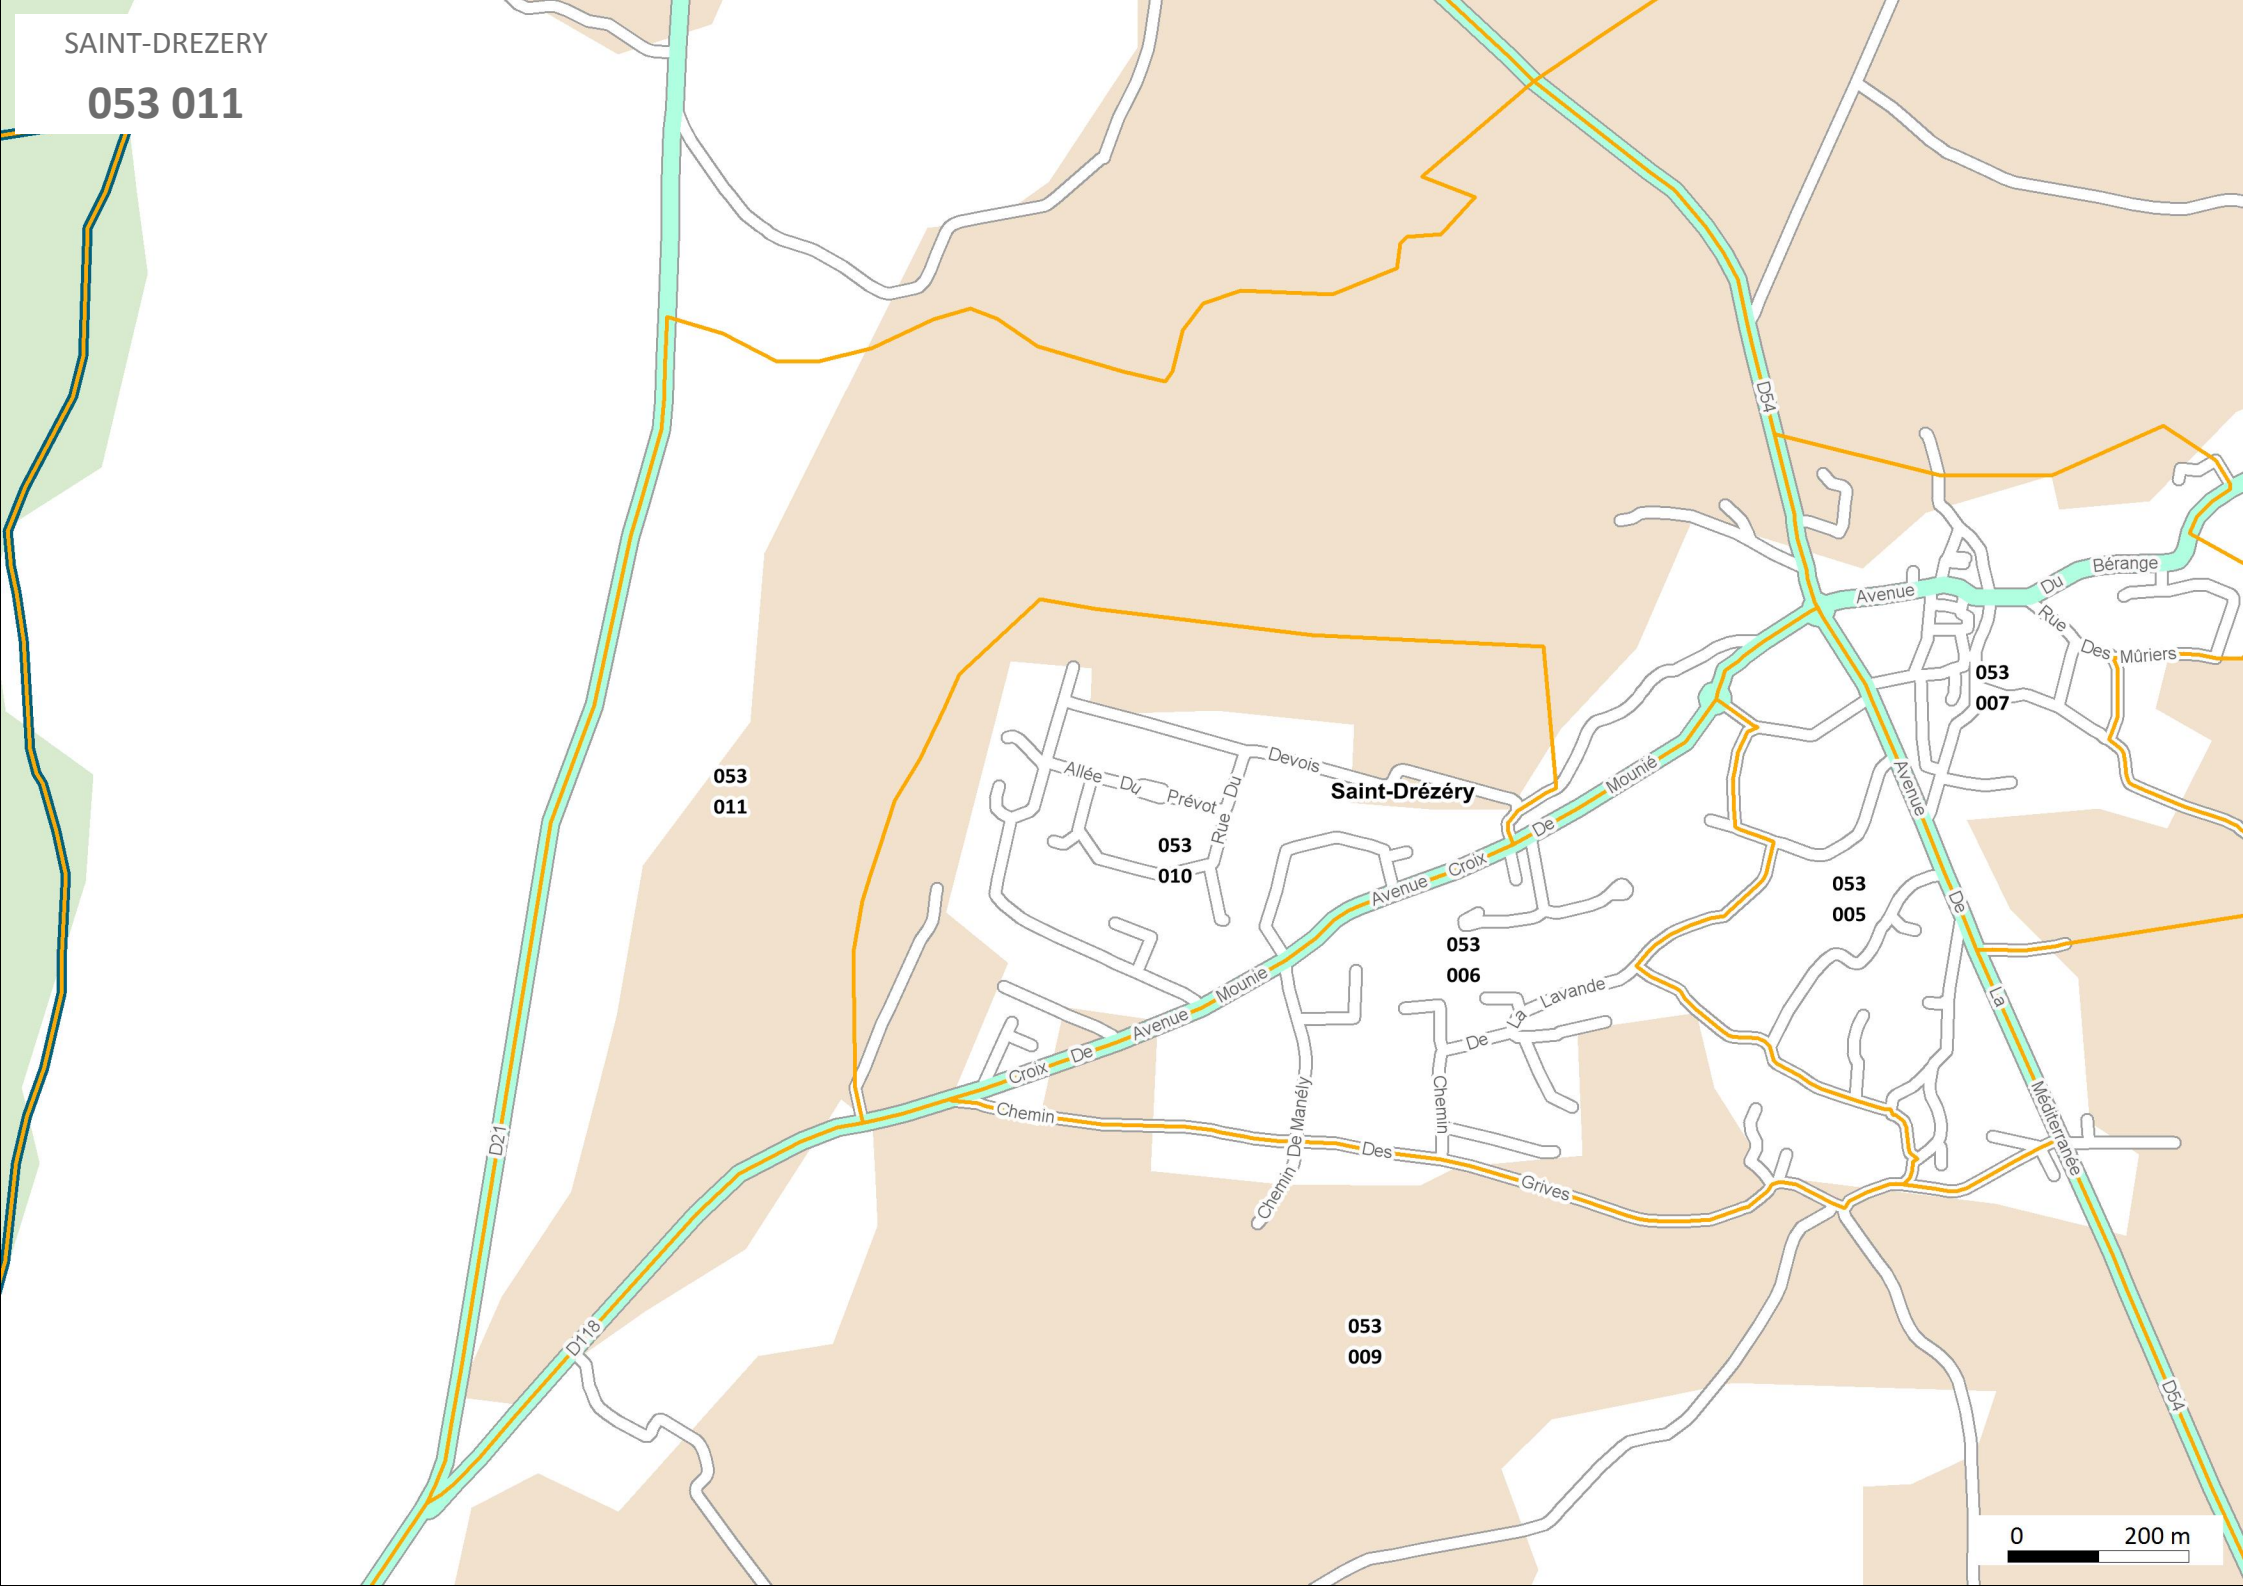 SAINT-DREZERY
053 011
D54
Avenue Du Bérange
Rue Des Mûriers
053
007
Devois
Allée Du Prévot
Rue Du
Saint-Drézéry
053
011
053
010
Avenue Croix De Mounié
Avenue De La Méditerranée
053
005
053
006
De La Lavande
Chemin
Croix De Avenue Mounie
Chemin Des Grives
Chemin De Manély
D21
D118
053
009
D54
0 200 m